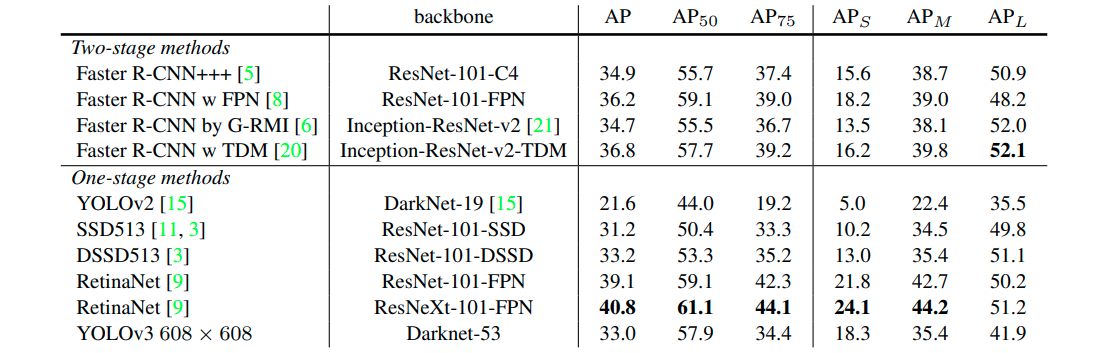 backbone AP AP50 AP75 APS APM APL
Two-stage methods
Faster R-CNN+++ [5] ResNet-101-C4 34.9 55.7 37.4 15.6 38.7 50.9
Faster R-CNN w FPN [8] ResNet-101-FPN 36.2 59.1 39.0 18.2 39.0 48.2
Faster R-CNN by G-RMI [6] Inception-ResNet-v2 [21] 34.7 55.5 36.7 13.5 38.1 52.0
Faster R-CNN w TDM [20] Inception-ResNet-v2-TDM 36.8 57.7 39.2 16.2 39.8 52.1
One-stage methods
YOLOv2 [15] DarkNet-19 [15] 21.6 44.0 19.2 5.0 22.4 35.5
SSD513 [11, 3] ResNet-101-SSD 31.2 50.4 33.3 10.2 34.5 49.8
DSSD513 [3] ResNet-101-DSSD 33.2 53.3 35.2 13.0 35.4 51.1
RetinaNet [9] ResNet-101-FPN 39.1 59.1 42.3 21.8 42.7 50.2
RetinaNet [9] ResNeXt-101-FPN 40.8 61.1 44.1 24.1 44.2 51.2
YOLOv3 608 × 608 Darknet-53 33.0 57.9 34.4 18.3 35.4 41.9